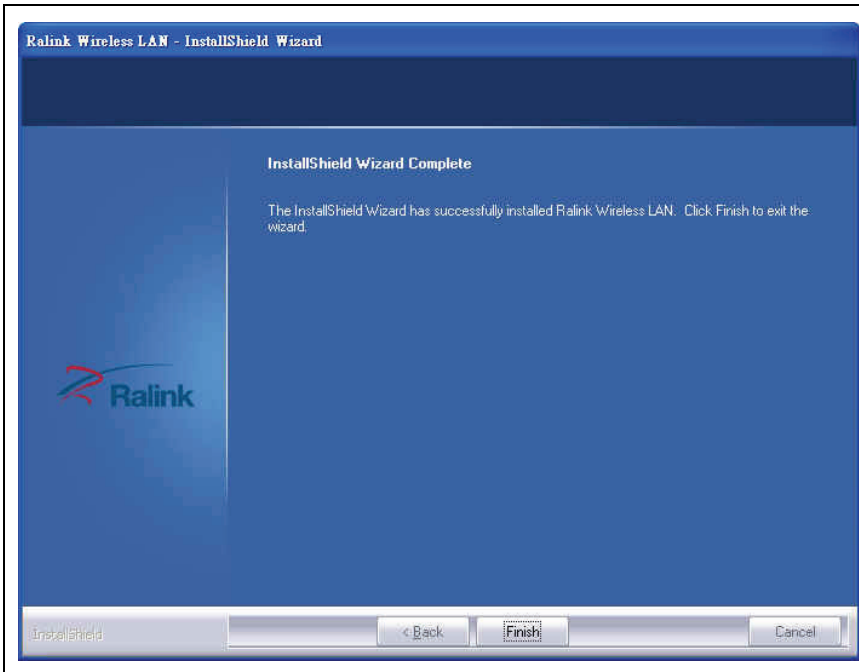 Ralink Wireless LAN - InstallShield Wizard
InstallShield Wizard Complete
The InstallShield Wizard has successfully installed Ralink Wireless LAN. Click Finish to exit the
wizard.
Ralink
InstallShield
< Back
Finish
Cancel